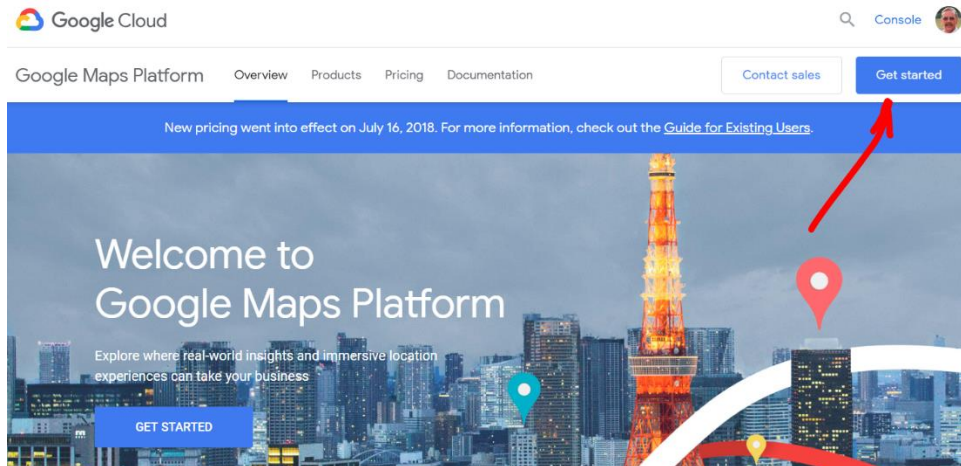 Google Cloud
Console
Google Maps Platform
Overview
Products
Pricing
Documentation
Contact sales
Get started
New pricing went into effect on July 16, 2018. For more information, check out the Guide for Existing Users.
Welcome to
Google Maps Platform
Explore where real-world insights and immersive location
experiences can take your business
GET STARTED